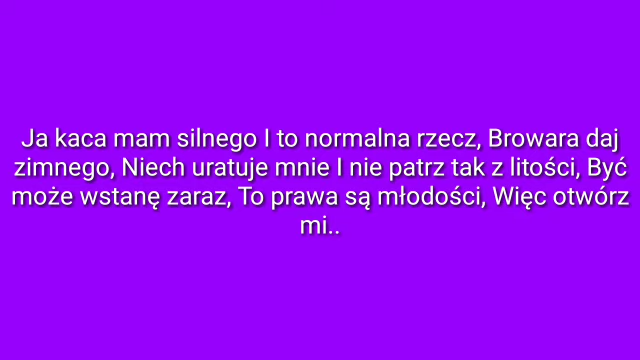 Ja kaca mam silnego I to normalna rzecz, Browara daj
zimnego, Niech uratuje mnie I nie patrz tak z litości, Być
może wstanę zaraz, To prawa są młodości, Więc otwórz
mi..